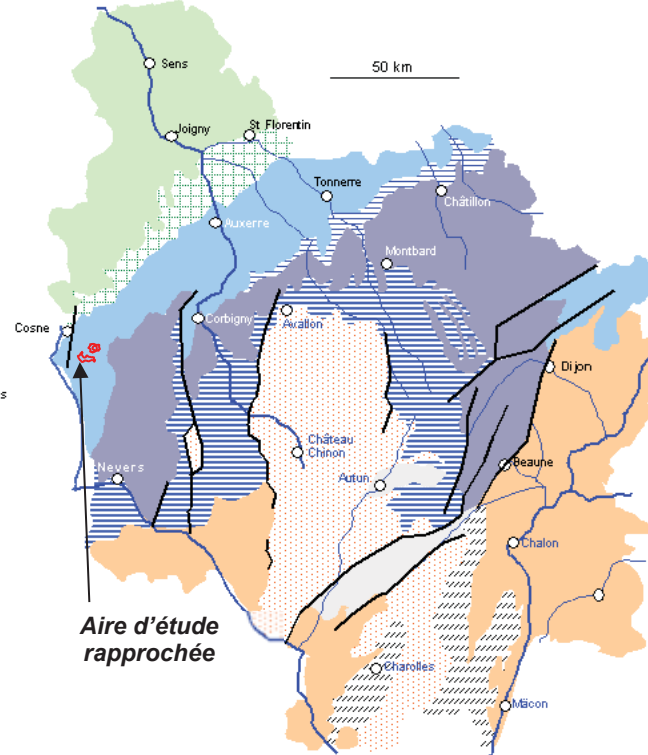 Sens
50 km
Joigny
St Florentin
Tonnerre
Châtillon
Auxerre
Montbard
Cosne
Corbigny
Avallon
s
Dijon
Château
Chinon
Nevers
Beaune
Autun
Chalon
Aire d’étude
rapprochée
Charolles
Mâcon